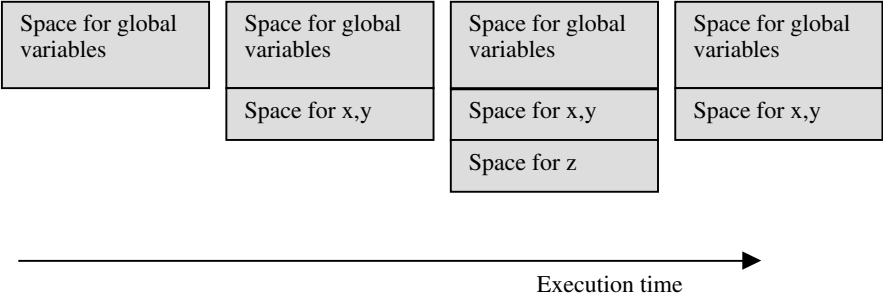 Space for global
variables
Space for global
variables
Space for x,y
Space for global
variables
Space for x,y
Space for z
Space for global
variables
Space for x,y
Execution time